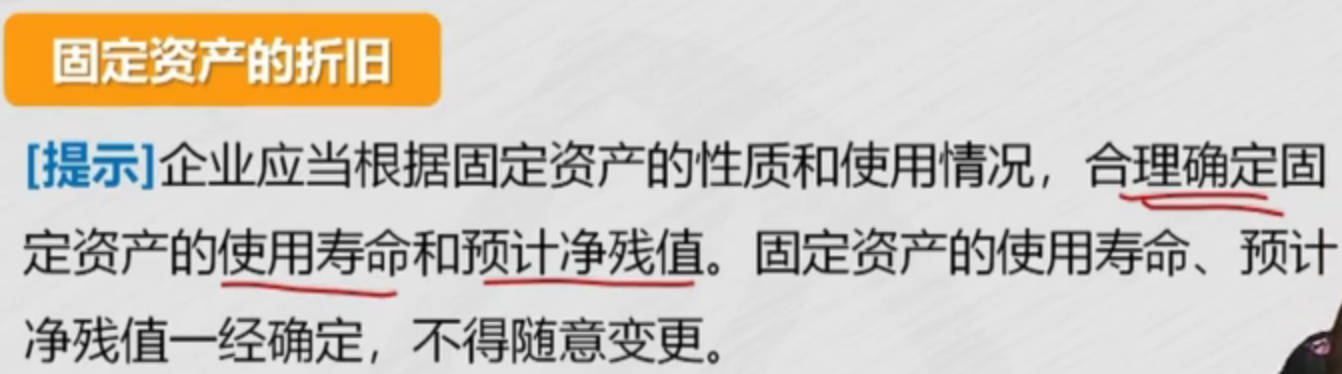 固定资产的折旧
[提示]企业应当根据固定资产的性质和使用情况，合理确定固
定资产的使用寿命和预计净残值。固定资产的使用寿命、预计
净残值一经确定，不得随意变更。